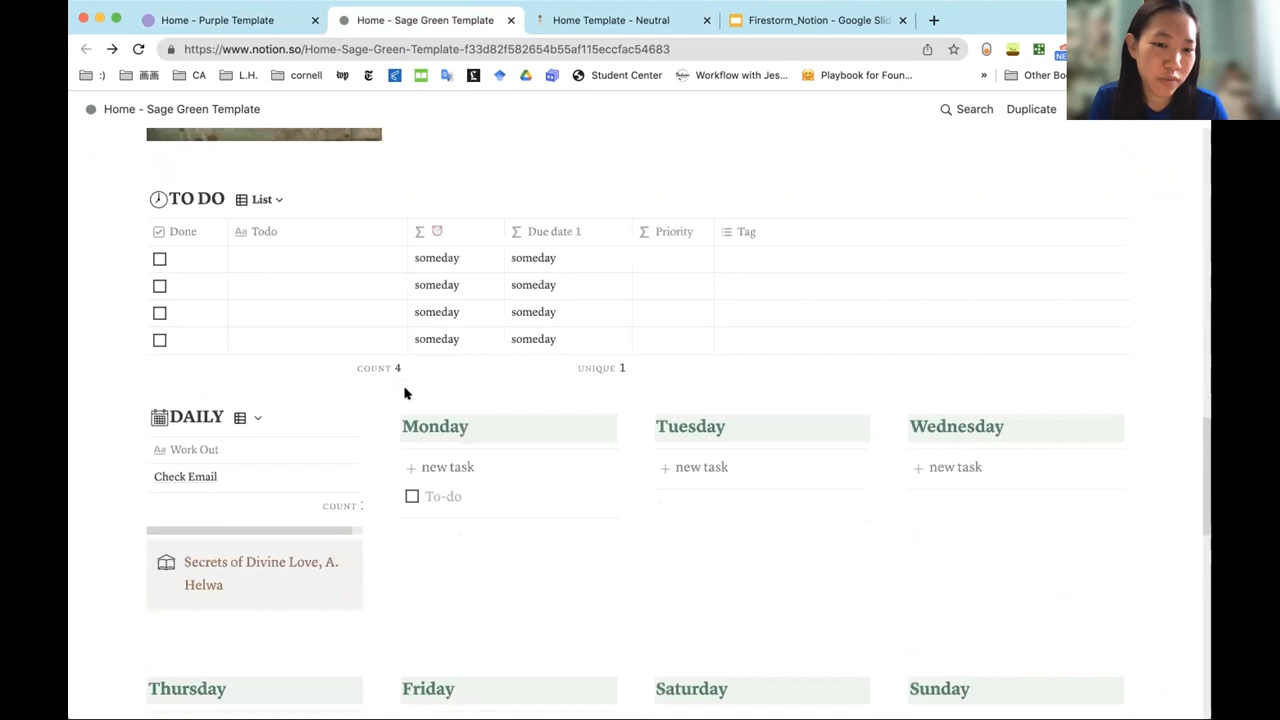 Home - Purple Template
Home - Sage Green Template
Home Template - Neutral
Firestorm_Notion - Google Slid
https://www.notion.so/Home-Sage-Green-Template-f33d82f582654b55af115eccfac54683
:)
画画
CA
L.H.
cornell
Student Center
Workflow with Jes...
Playbook for Foun...
»
Other Bo
Home - Sage Green Template
Search
Duplicate
TO DO
List
Done
Aa Todo
Σ
Σ Due date 1
Σ Priority
Tag
someday
someday
someday
someday
someday
someday
someday
someday
COUNT 4
UNIQUE 1
DAILY
Aa Work Out
Check Email
COUNT
Monday
+ new task
To-do
Tuesday
+ new task
Wednesday
+ new task
Secrets of Divine Love, A.
Helwa
Thursday
Friday
Saturday
Sunday